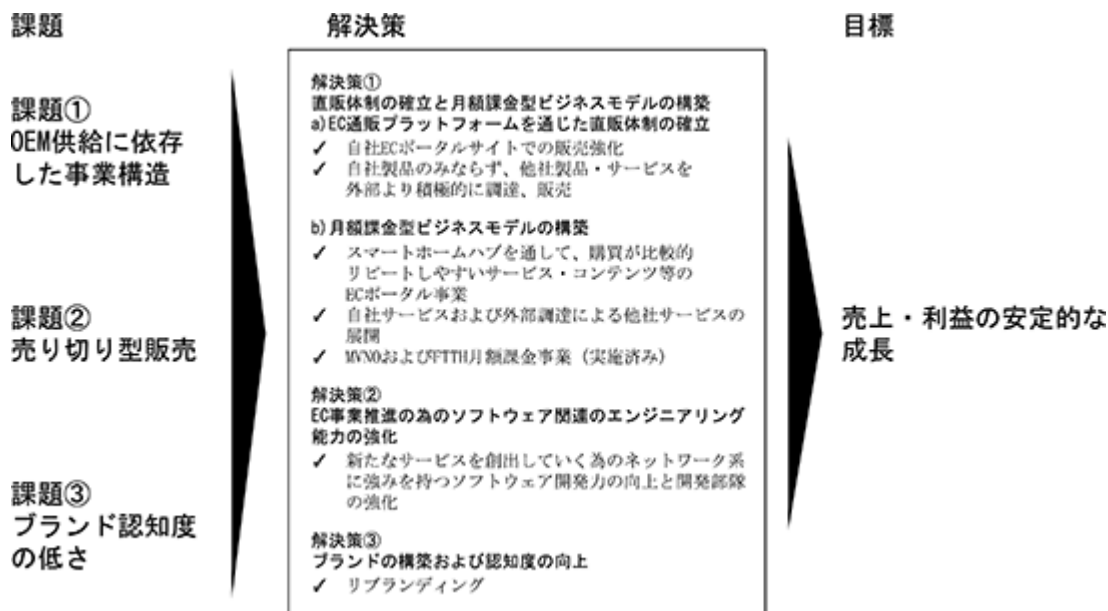 課題
解決策
目標
課題①
OEM供給に依存
した事業構造
課題②
売り切り型販売
課題③
ブランド認知度
の低さ
解決策①
直販体制の確立と月額課金型ビジネスモデルの構築
a)EC通販プラットフォームを通じた直販体制の確立
✓ 自社ECポータルサイトでの販売強化
✓ 自社製品のみならず、他社製品・サービスを
外部より積極的に調達、販売
b)月額課金型ビジネスモデルの構築
✓ スマートホームハブを通して、購買が比較的
リピートしやすいサービス・コンテンツ等の
ECポータル事業
✓ 自社サービスおよび外部調達による他社サービスの
展開
✓ MVNOおよびFTTH月額課金事業（実施済み）
解決策②
EC事業推進の為のソフトウェア関連のエンジニアリング
能力の強化
✓ 新たなサービスを創出していく為のネットワーク系
に強みを持つソフトウェア開発力の向上と開発部隊
の強化
解決策③
ブランドの構築および認知度の向上
✓ リブランディング
売上・利益の安定的な
成長